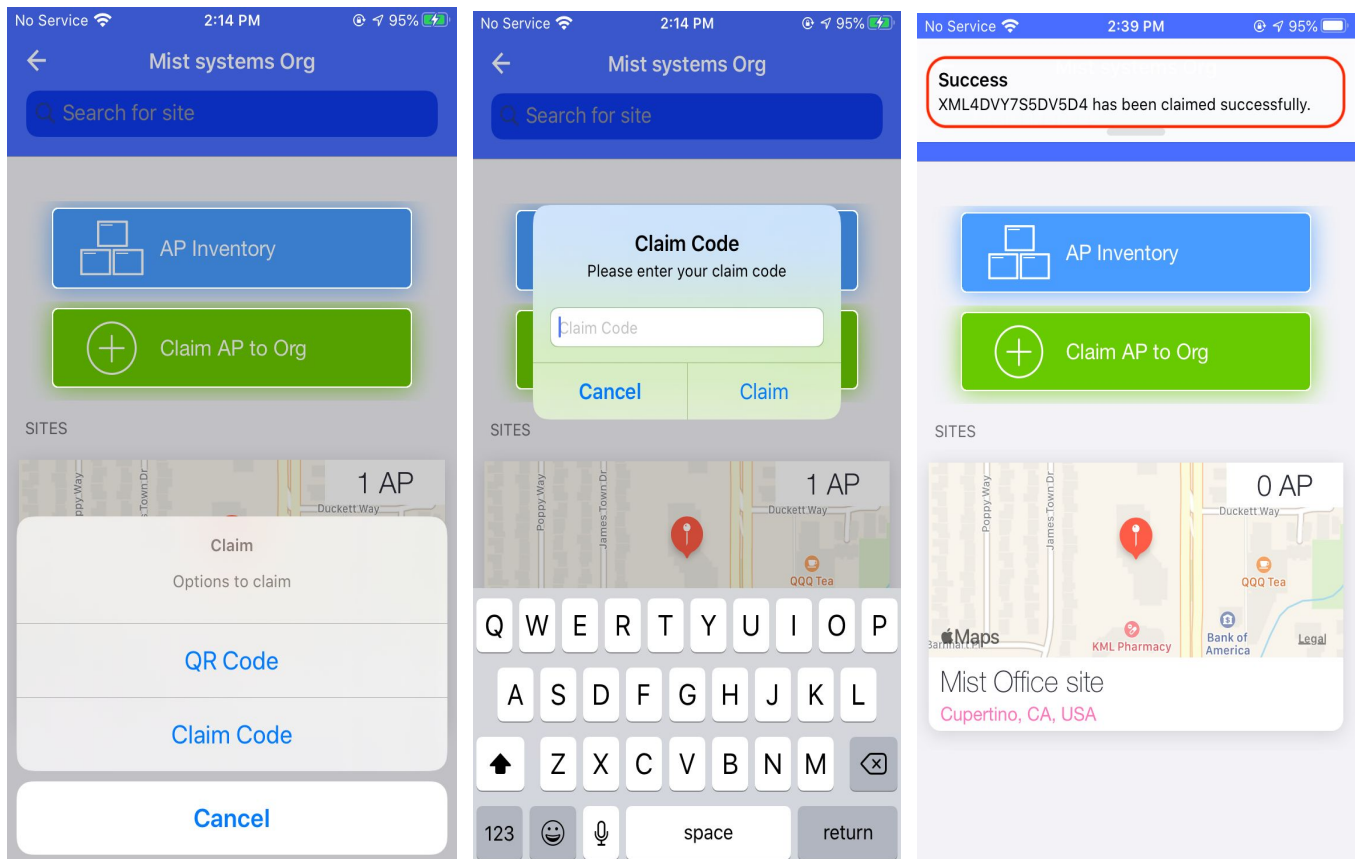 No Service 2:14 PM 95%
Mist systems Org
Search for site
AP Inventory
Claim AP to Org
SITES
Poppy Way
James Town Dr
1 AP
Duckett Way
Claim
Options to claim
QR Code
Claim Code
Cancel
No Service 2:14 PM 95%
Mist systems Org
Search for site
Claim Code
Please enter your claim code
Claim Code
Cancel Claim
SITES
Poppy Way
James Town Dr
1 AP
Duckett Way
QQQ Tea
Q W E R T Y U I O P
A S D F G H J K L
Z X C V B N M
123 space return
No Service 2:39 PM 95%
Success
XML4DVY7S5DV5D4 has been claimed successfully.
AP Inventory
Claim AP to Org
SITES
Poppy Way
James Town Dr
0 AP
Duckett Way
QQQ Tea
Maps
KML Pharmacy
Bank of
America
Legal
Mist Office site
Cupertino, CA, USA